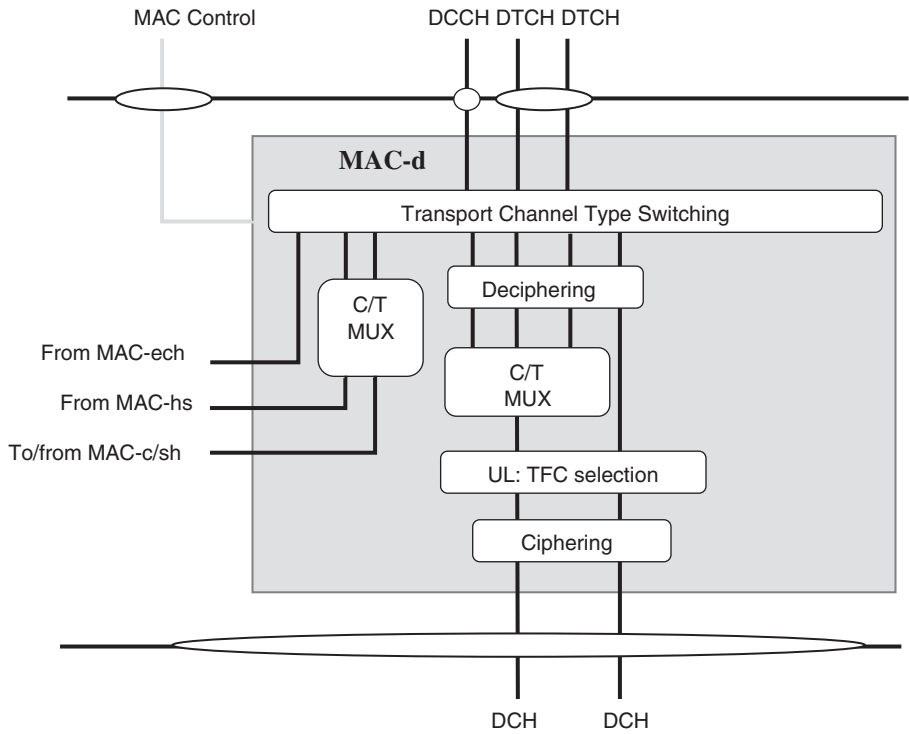 MAC Control
DCCH DTCH DTCH
MAC-d
Transport Channel Type Switching
Deciphering
C/T
MUX
From MAC-ech
C/T
MUX
From MAC-hs
To/from MAC-c/sh
UL: TFC selection
Ciphering
DCH
DCH